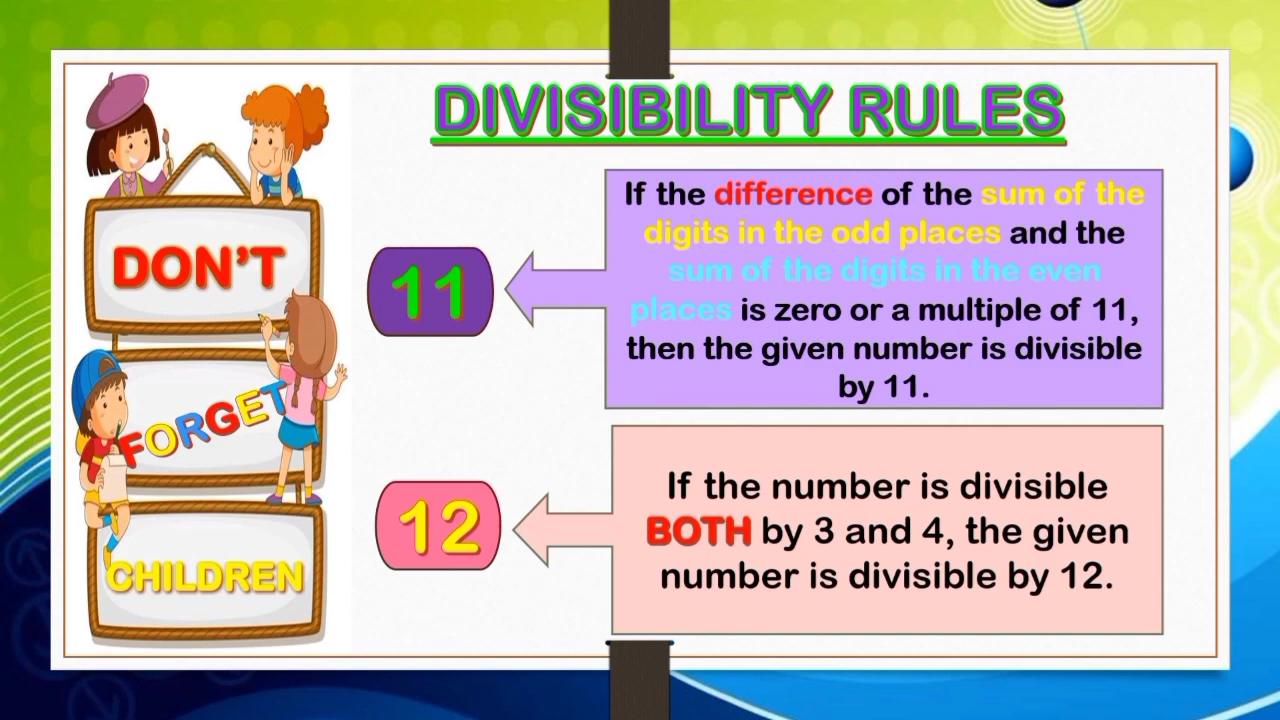 DIVISIBILITY RULES
DON'T
FORGET
CHILDREN
11
If the difference of the sum of the
digits in the odd places and the
sum of the digits in the even
places is zero or a multiple of 11,
then the given number is divisible
by 11.
12
If the number is divisible
BOTH by 3 and 4, the given
number is divisible by 12.